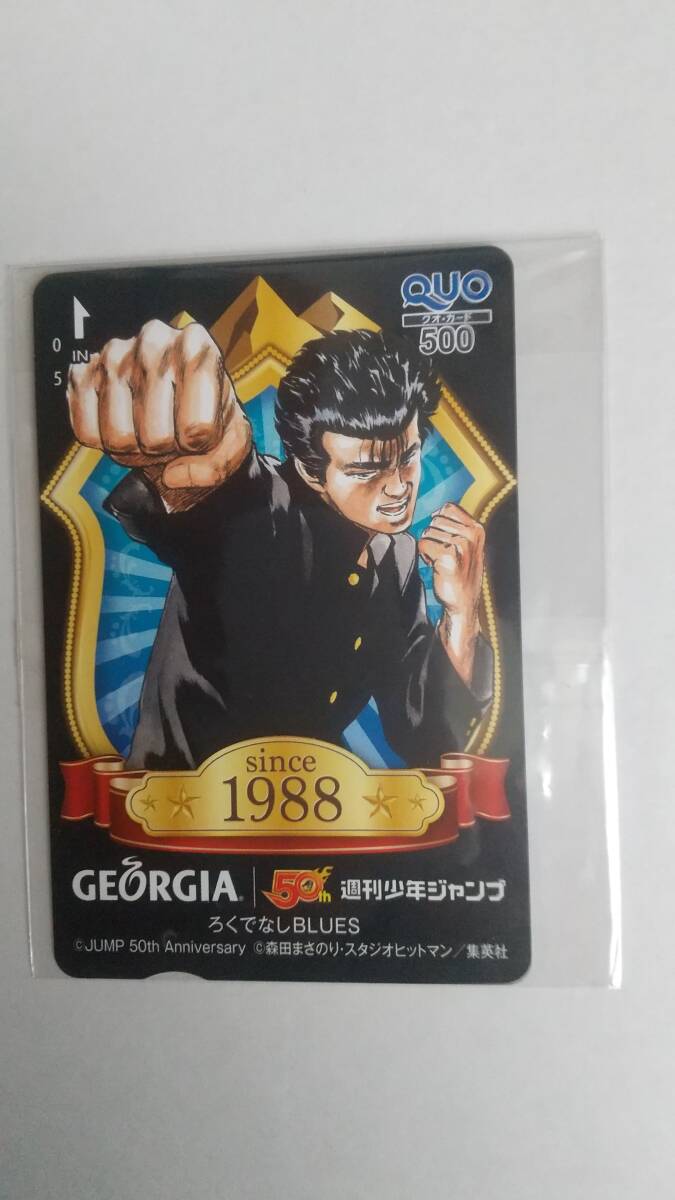 QUO
クオ・カード
500
0
IN
5
since
1988
GEORGIA® 50th 週刊少年ジャンプ
ろくでなしBLUES
©JUMP 50th Anniversary ©森田まさのり・スタジオヒットマン／集英社